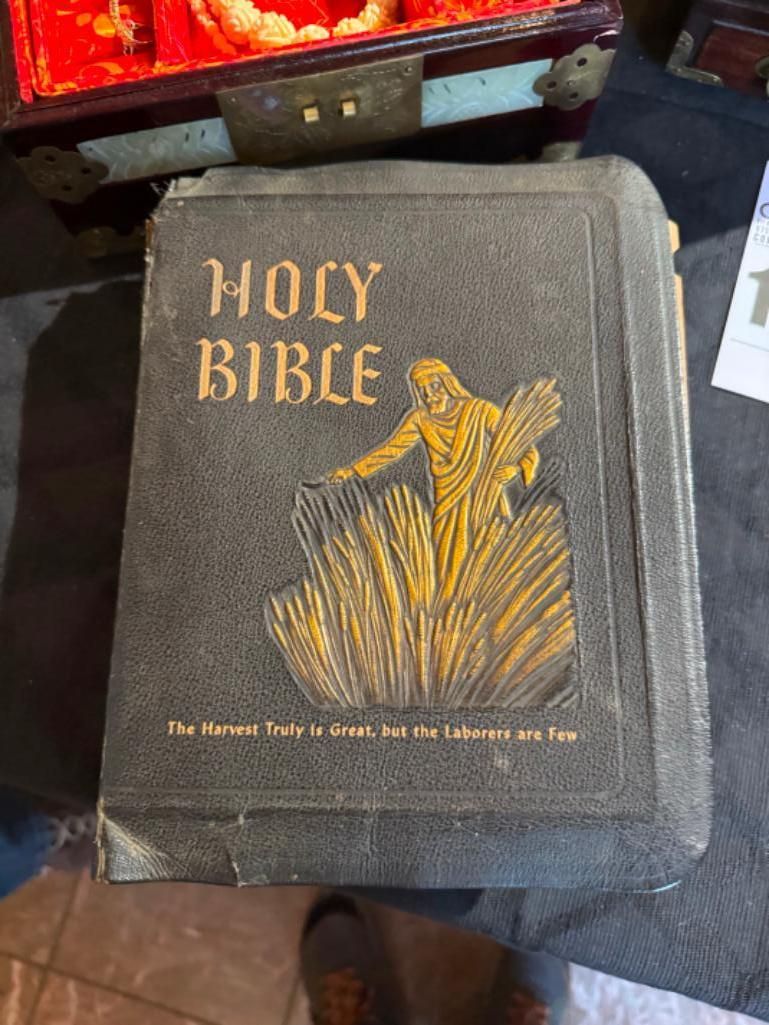 HOLY
BIBLE
The Harvest Truly Is Great, but the Laborers are Few